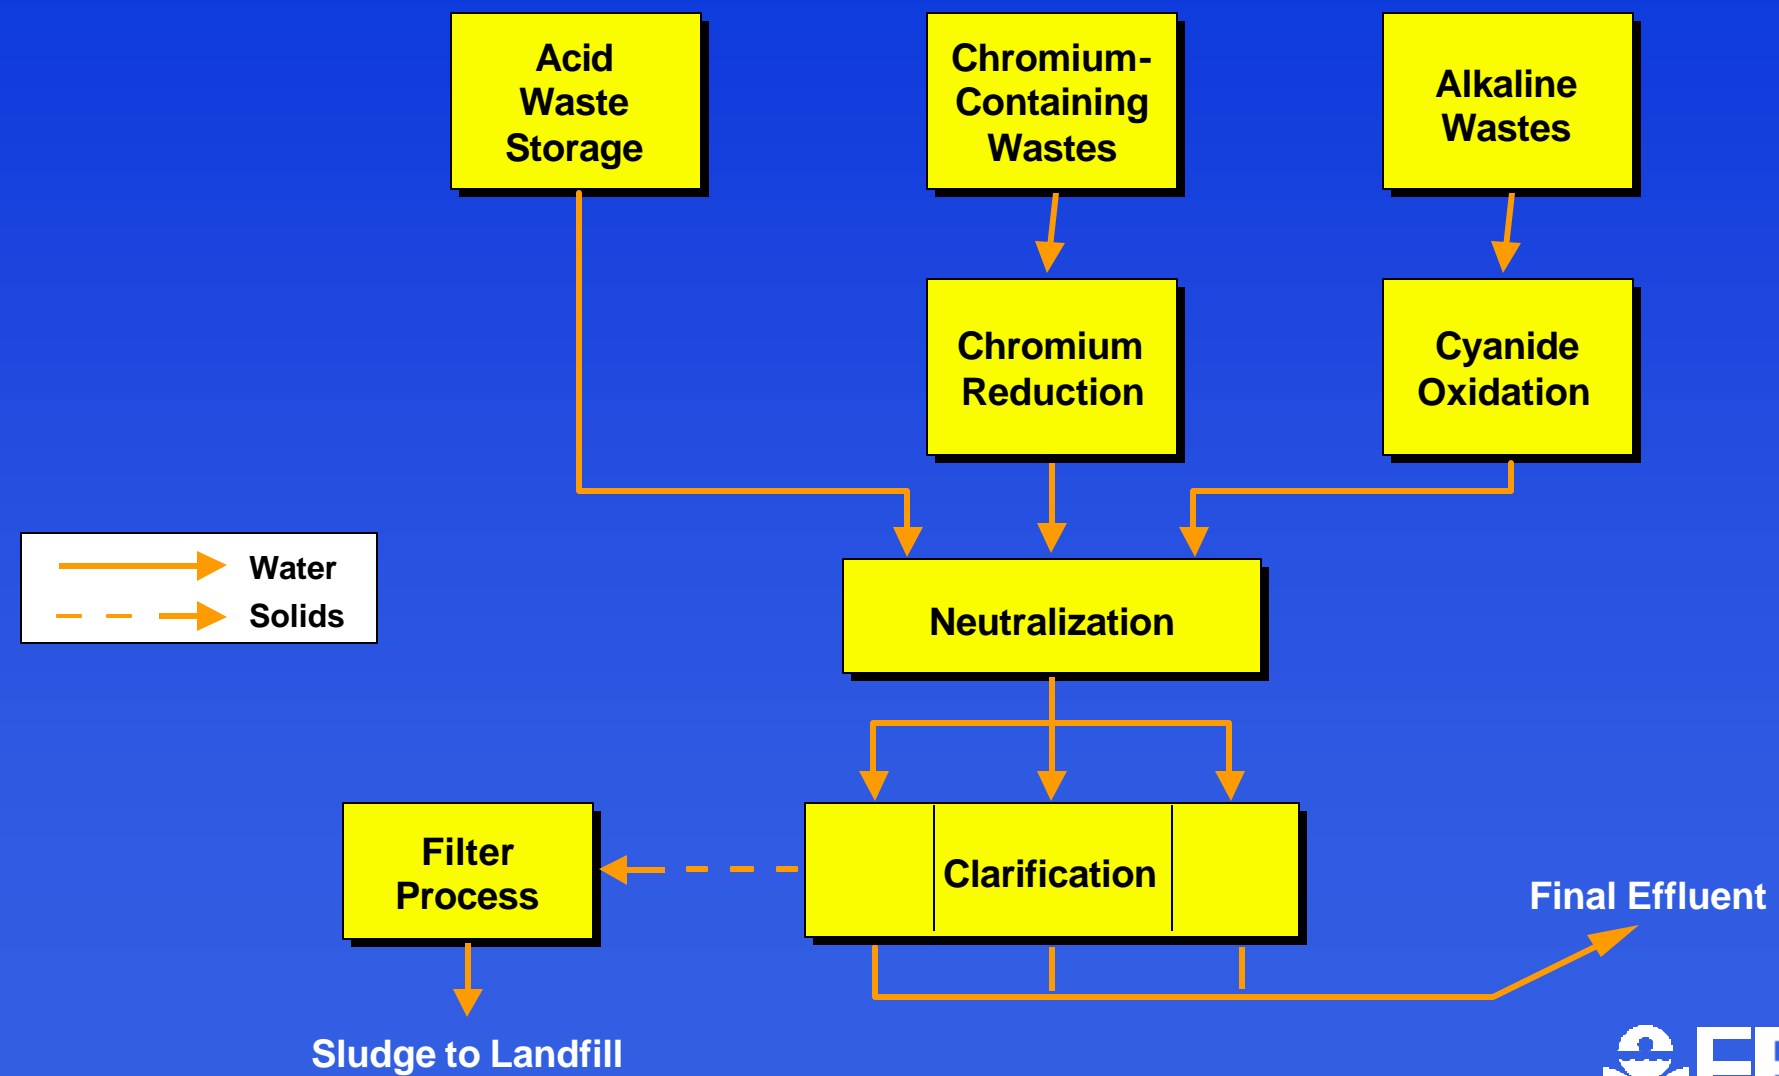 Acid
Waste
Storage
Chromium-
Containing
Wastes
Alkaline
Wastes
Chromium
Reduction
Cyanide
Oxidation
Water
Solids
Neutralization
Filter
Process
Clarification
Final Effluent
Sludge to Landfill